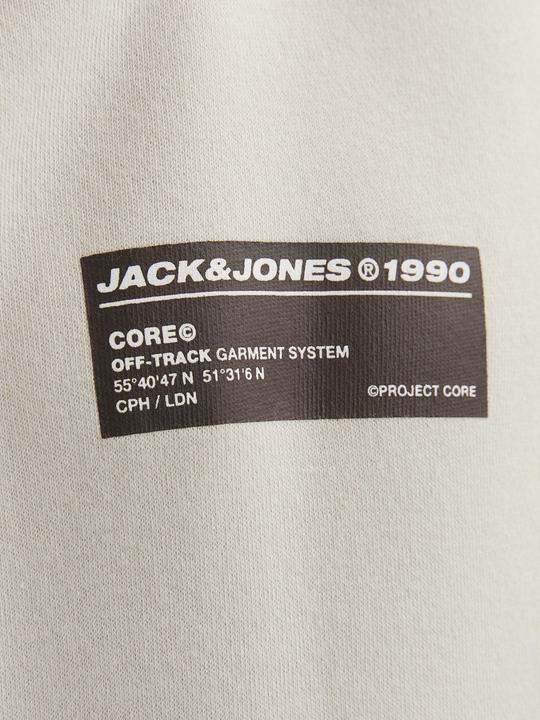 JACK&JONES ® 1990
CORE©
OFF-TRACK GARMENT SYSTEM
55°40'47 N 51°31'6 N
CPH / LDN
©PROJECT CORE